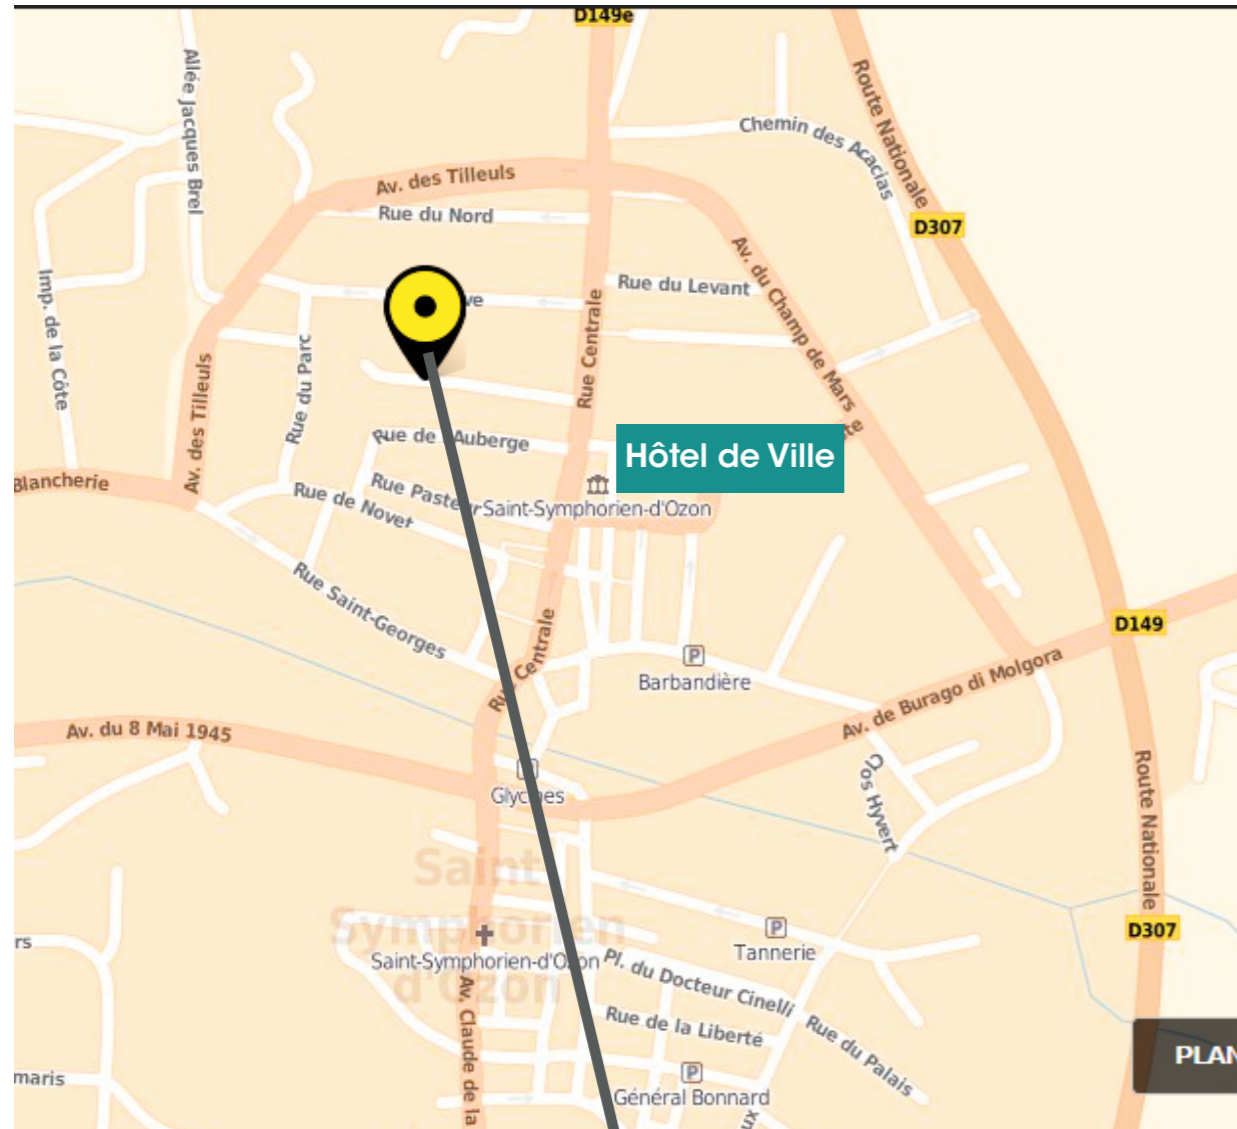 D149e
Allée Jacques Brel
Route Nationale
Chemin des Acacias
Av. des Tilleuls
Rue du Nord
D307
Av. du Champ de Mars
Imp. de la Côte
Rue du Levant
Rue Centrale
Rue du Parc
Av. des Tilleuls
Rue de l'Auberge
Hôtel de Ville
Blancherie
Rue Pasteur
Rue de Novet
Saint-Symphorien-d'Ozon
Rue Saint-Georges
Rue Centrale
D149
P
Barbandière
Av. de Burago di Molgora
Av. du 8 Mai 1945
Clos Hyvert
Route Nationale
Glycines
Saint
Symphorien
d'Ozon
P
Tannerie
D307
Saint-Symphorien-d'Ozon
Pl. du Docteur Cinelli
Av. Claude de la
Rue de la Liberté
Rue du Palais
P
Général Bonnard
PLAN
maris
rs